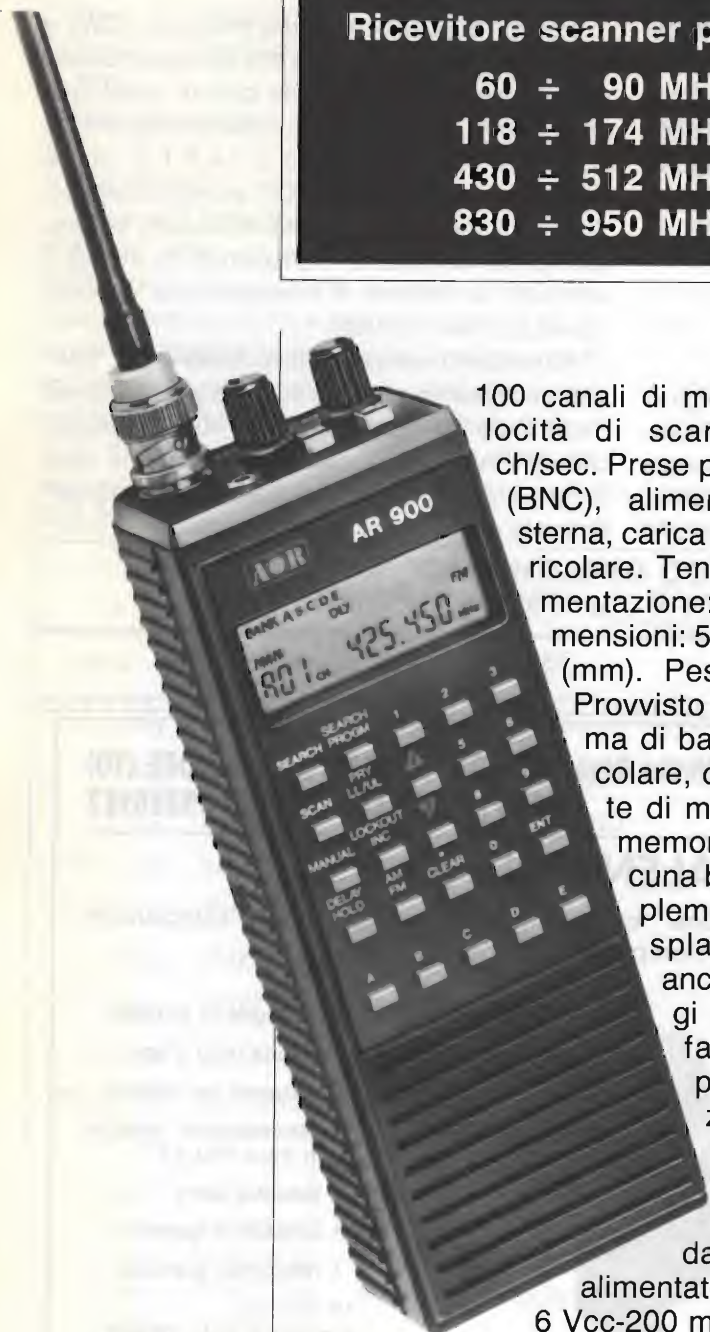 Ricevitore scanner p
60 ÷ 90 MH
118 ÷ 174 MH
430 ÷ 512 MH
830 ÷ 950 MH
100 canali di me
locità di scan
ch/sec. Prese p
(BNC), alimen
sterna, carica
ricolare. Ten
mentazione:
mensioni: 5
(mm). Pes
Provvisto
ma di ba
colare, c
te di m
memor
cuna b
plem
spla
anc
gi
fa
p
z
da
alimentat
6 Vcc-200 m
AOR AR 900
BANK A B C D E
DLY FM
A01 CH 425.450 MHz
SEARCH SEARCH PROGM 1 2 3
SCAN PRY LL/UL 5 6
MANUAL LOCKOUT INC 8 9
DELAY HOLD AM FM CLEAR 0 ENT
A B C D E